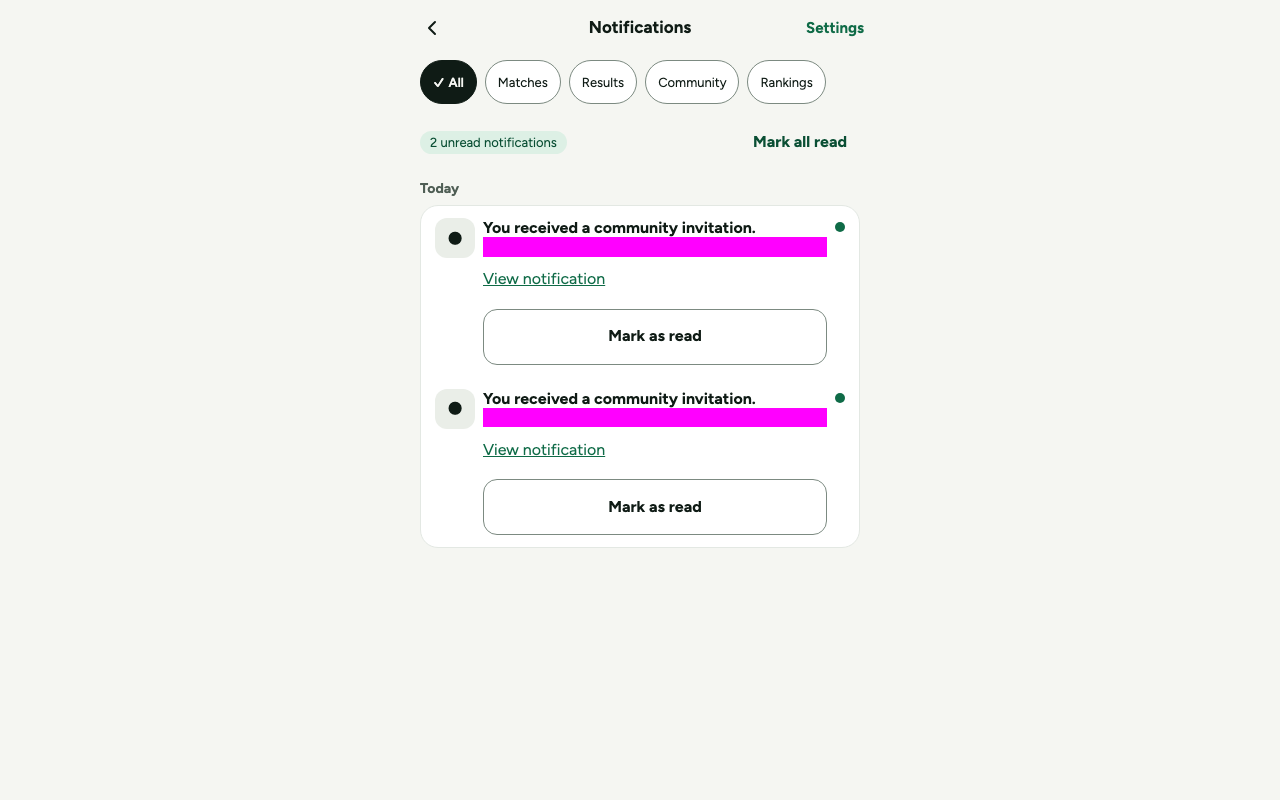 Notifications
Settings
✓ All
Matches
Results
Community
Rankings
2 unread notifications
Mark all read
Today
You received a community invitation.
View notification
Mark as read
You received a community invitation.
View notification
Mark as read